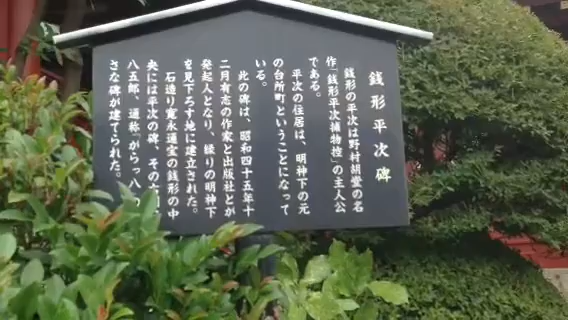 銭形平次碑
銭形の平次は野村胡堂の名
作「銭形平次捕物控」の主人公
である。
平次の住居は、明神下の元
の台所町ということになって
いる。
此の碑は、昭和四十五年十
二月有志の作家と出版社とが
発起人となり、縁りの明神下
を見下ろす地に建立された。
石造り寛永通宝の銭形の中
央には平次の碑、その
八五郎、通称"がらっ八"
さな碑が建てられた。